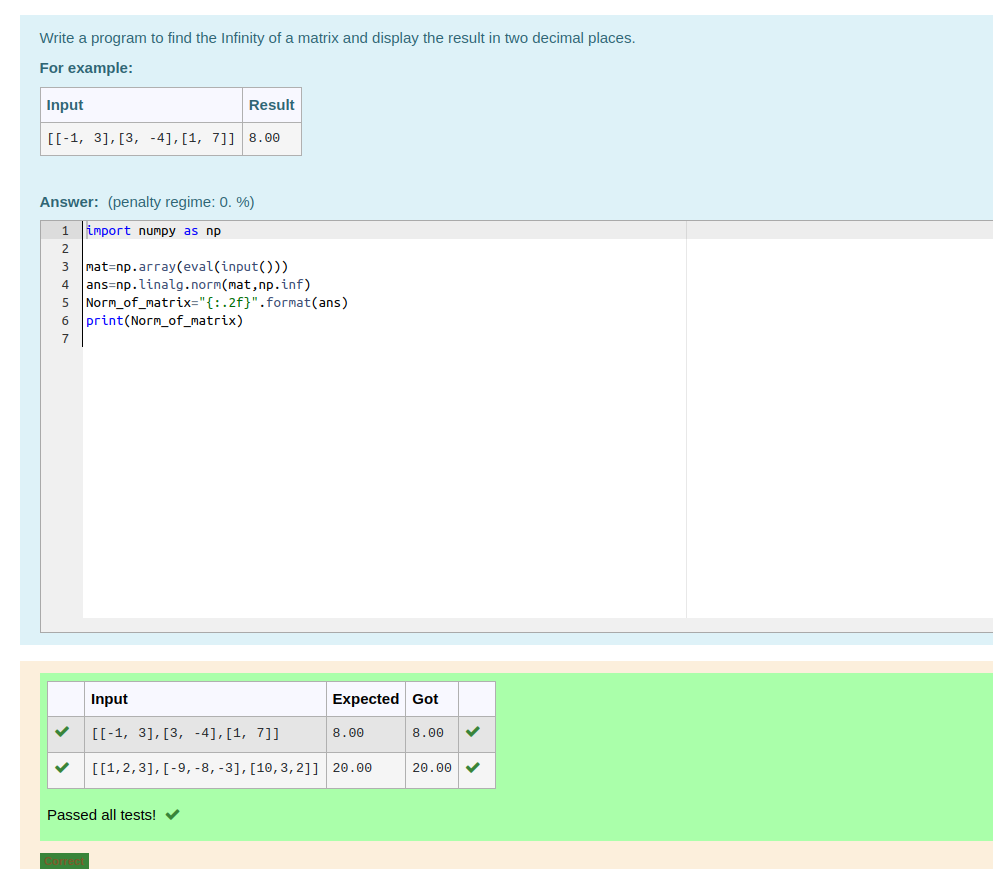 Write a program to find the Infinity of a matrix and display the result in two decimal places.
For example:
Input Result
[[-1, 3],[3, -4],[1, 7]] 8.00
Answer: (penalty regime: 0. %)
1 import numpy as np
2
3 mat=np.array(eval(input()))
4 ans=np.linalg.norm(mat,np.inf)
5 Norm_of_matrix="{:.2f}".format(ans)
6 print(Norm_of_matrix)
7
Input Expected Got
[[-1, 3],[3, -4],[1, 7]] 8.00 8.00
[[1,2,3],[-9,-8,-3],[10,3,2]] 20.00 20.00
Passed all tests!
Correct